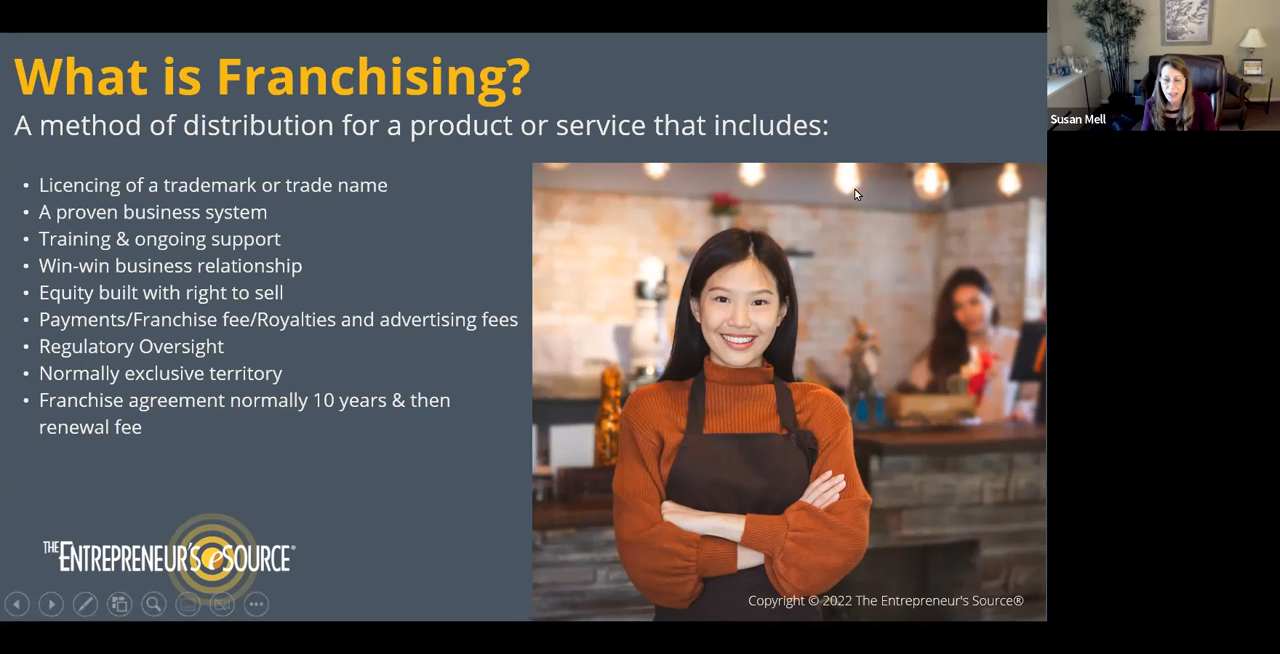 What is Franchising?
A method of distribution for a product or service that includes:
• Licencing of a trademark or trade name
• A proven business system
• Training & ongoing support
• Win-win business relationship
• Equity built with right to sell
• Payments/Franchise fee/Royalties and advertising fees
• Regulatory Oversight
• Normally exclusive territory
• Franchise agreement normally 10 years & then
renewal fee
THE ENTREPRENEUR'S eSOURCE®
Copyright © 2022 The Entrepreneur's Source®
Susan Mell